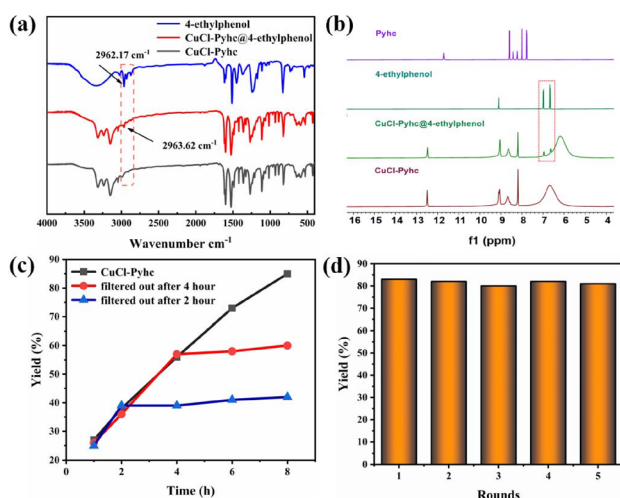 (a)
4-ethylphenol
CuCl-Pyhc@4-ethylphenol
CuCl-Pyhc
2962.17 cm⁻¹
2963.62 cm⁻¹
4000 3500 3000 2500 2000 1500 1000 500
Wavenumber cm⁻¹
(b)
Pyhc
4-ethylphenol
CuCl-Pyhc@4-ethylphenol
CuCl-Pyhc
16 15 14 13 12 11 10 9 8 7 6 5 4
f1 (ppm)
(c)
CuCl-Pyhc
filtered out after 4 hour
filtered out after 2 hour
Yield (%)
90
80
70
60
50
40
30
20
0 2 4 6 8
Time (h)
(d)
Yield (%)
90
80
70
60
50
40
30
20
10
0
1 2 3 4 5
Rounds